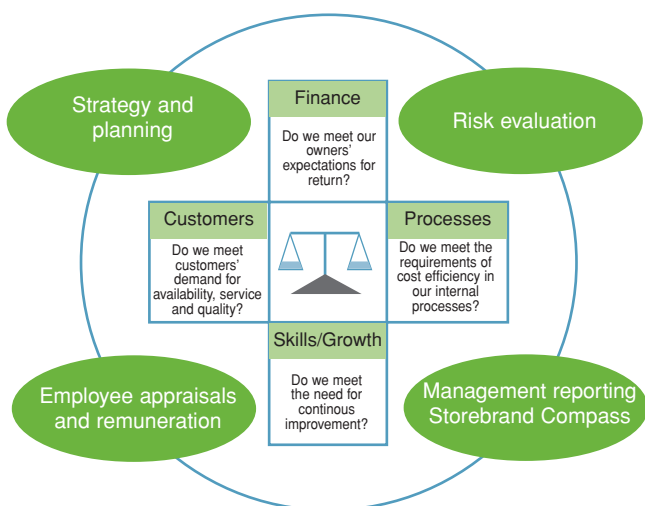 Strategy and
planning
Risk evaluation
Finance
Do we meet our
owners'
expectations for
return?
Customers
Do we meet
customers'
demand for
availability, service
and quality?
Processes
Do we meet the
requirements of
cost efficiency in
our internal
processes?
Skills/Growth
Do we meet
the need for
continous
improvement?
Employee appraisals
and remuneration
Management reporting
Storebrand Compass